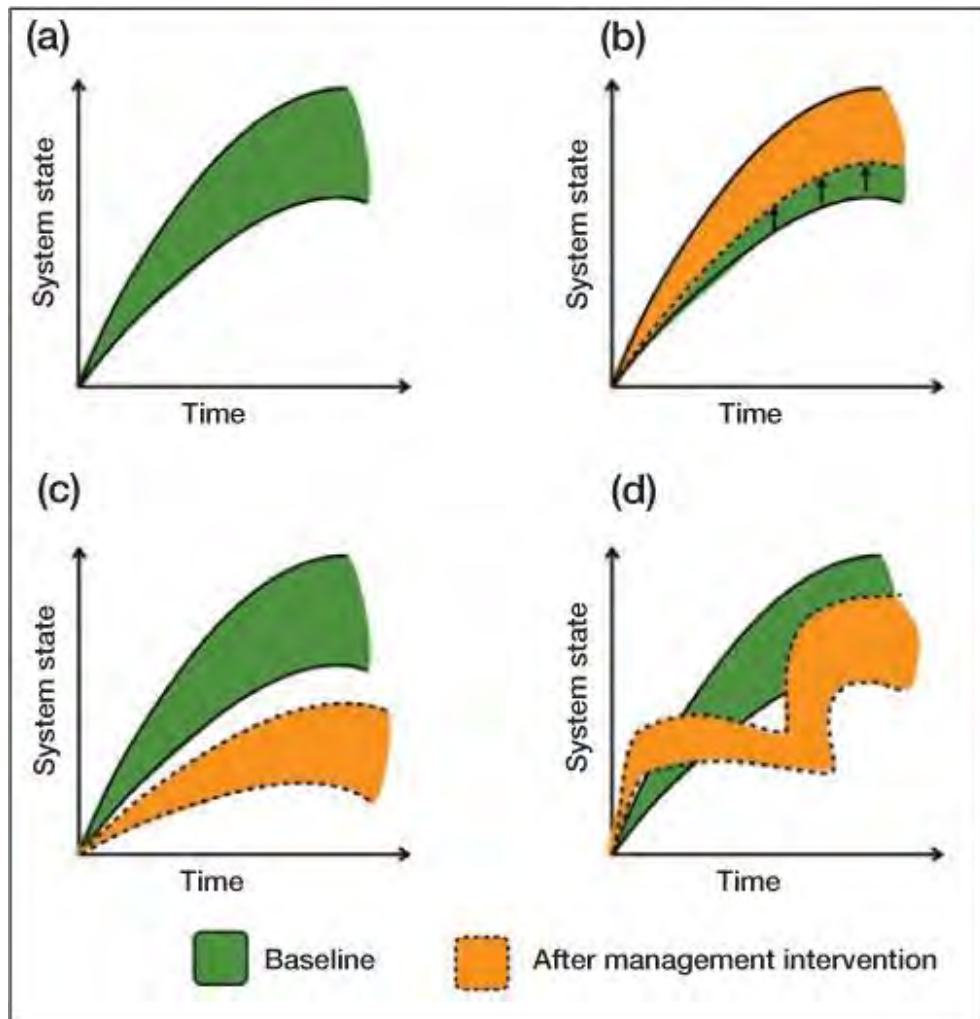 (a)
(b)
System state
System state
Time
Time
(c)
(d)
System state
System state
Time
Time
Baseline
After management intervention